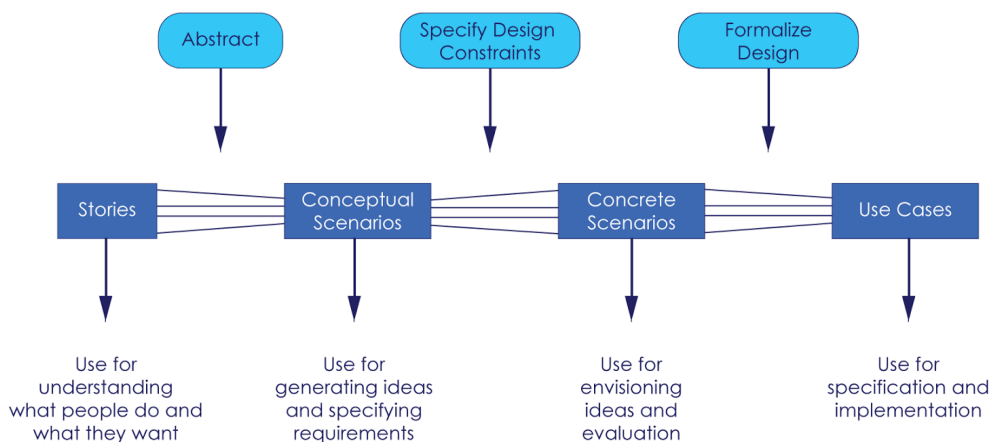 Abstract
Specify Design
Constraints
Formalize
Design
Stories
Conceptual
Scenarios
Concrete
Scenarios
Use Cases
Use for
understanding
what people do and
what they want
Use for
generating ideas
and specifying
requirements
Use for
envisioning
ideas and
evaluation
Use for
specification and
implementation